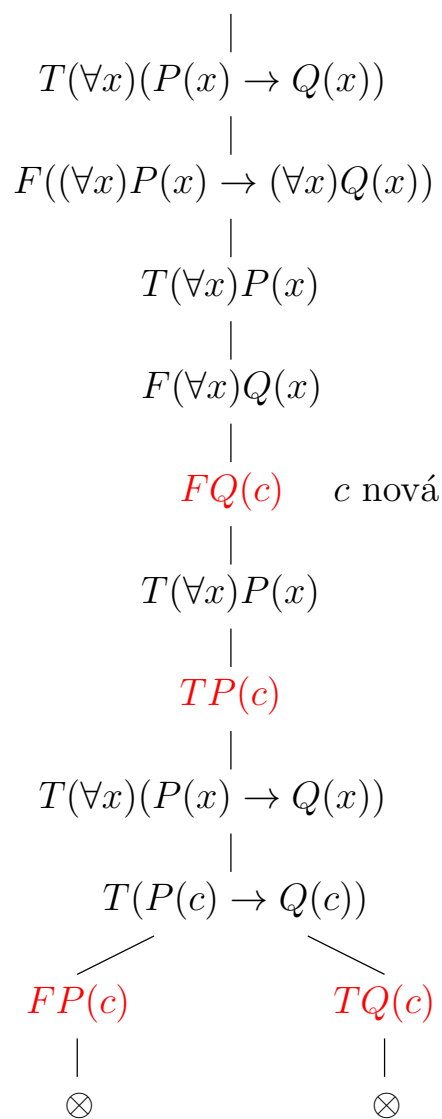 T(∀x)(P(x) → Q(x))
F((∀x)P(x) → (∀x)Q(x))
T(∀x)P(x)
F(∀x)Q(x)
FQ(c) c nová
T(∀x)P(x)
TP(c)
T(∀x)(P(x) → Q(x))
T(P(c) → Q(c))
FP(c) TQ(c)
⊗ ⊗